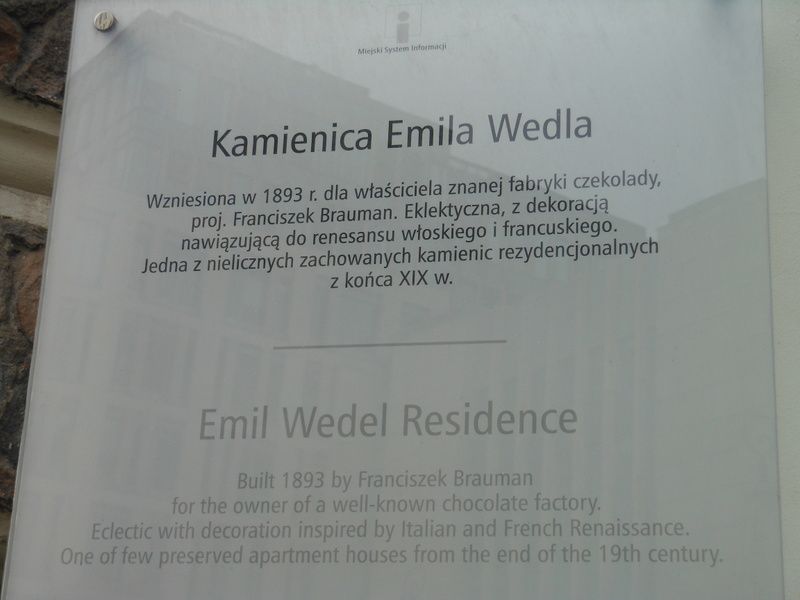 i
Miejski System Informacji
Kamienica Emila Wedla
Wzniesiona w 1893 r. dla właściciela znanej fabryki czekolady,
proj. Franciszek Brauman. Eklektyczna, z dekoracją
nawiązującą do renesansu włoskiego i francuskiego.
Jedna z nielicznych zachowanych kamienic rezydencjonalnych
z końca XIX w.
Emil Wedel Residence
Built 1893 by Franciszek Brauman
for the owner of a well-known chocolate factory.
Eclectic with decoration inspired by Italian and French Renaissance.
One of few preserved apartment houses from the end of the 19th century.